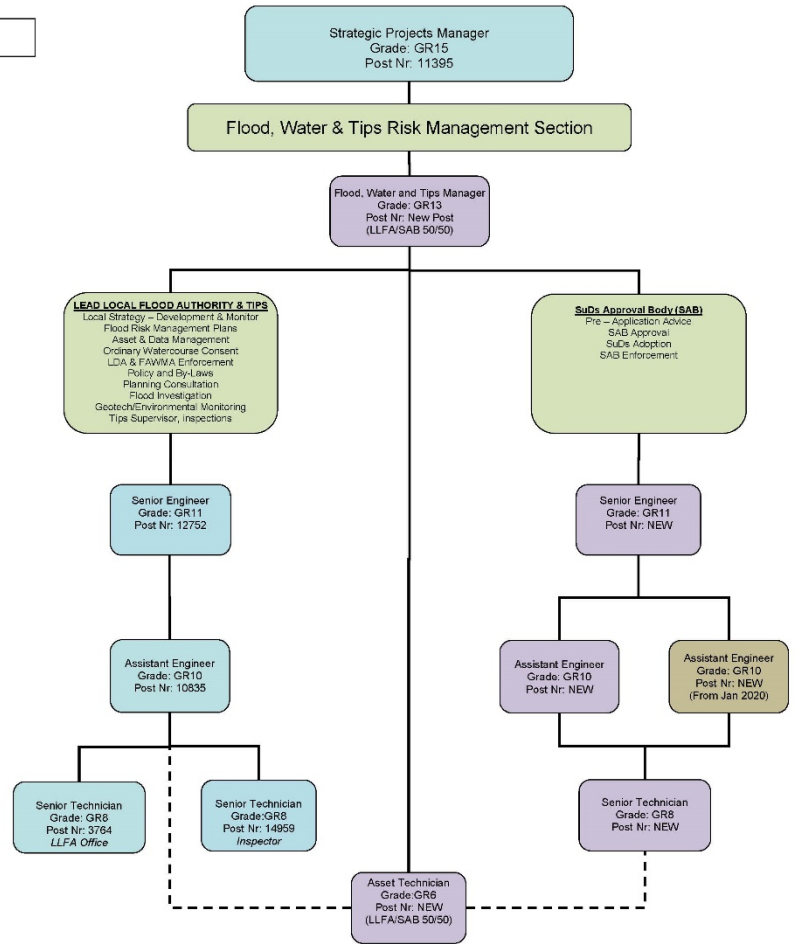 Strategic Projects Manager
Grade: GR15
Post Nr: 11395
Flood, Water & Tips Risk Management Section
Flood, Water and Tips Manager
Grade: GR13
Post Nr: New Post
(LLFA/SAB 50/50)
LEAD LOCAL FLOOD AUTHORITY & TIPS
Local Strategy – Development & Monitor
Flood Risk Management Plans
Asset & Data Management
Ordinary Watercourse Consent
LDA & FAWMA Enforcement
Policy and By-Laws
Planning Consultation
Flood Investigation
Geotech/Environmental Monitoring
Tips Supervisor, Inspections
SuDs Approval Body (SAB)
Pre – Application Advice
SAB Approval
SuDs Adoption
SAB Enforcement
Senior Engineer
Grade: GR11
Post Nr: 12752
Senior Engineer
Grade: GR11
Post Nr: NEW
Assistant Engineer
Grade: GR10
Post Nr: 10835
Assistant Engineer
Grade: GR10
Post Nr: NEW
Assistant Engineer
Grade: GR10
Post Nr: NEW
(From Jan 2020)
Senior Technician
Grade: GR8
Post Nr: 3764
LLFA Office
Senior Technician
Grade:GR8
Post Nr: 14959
Inspector
Senior Technician
Grade: GR8
Post Nr: NEW
Asset Technician
Grade:GR6
Post Nr: NEW
(LLFA/SAB 50/50)